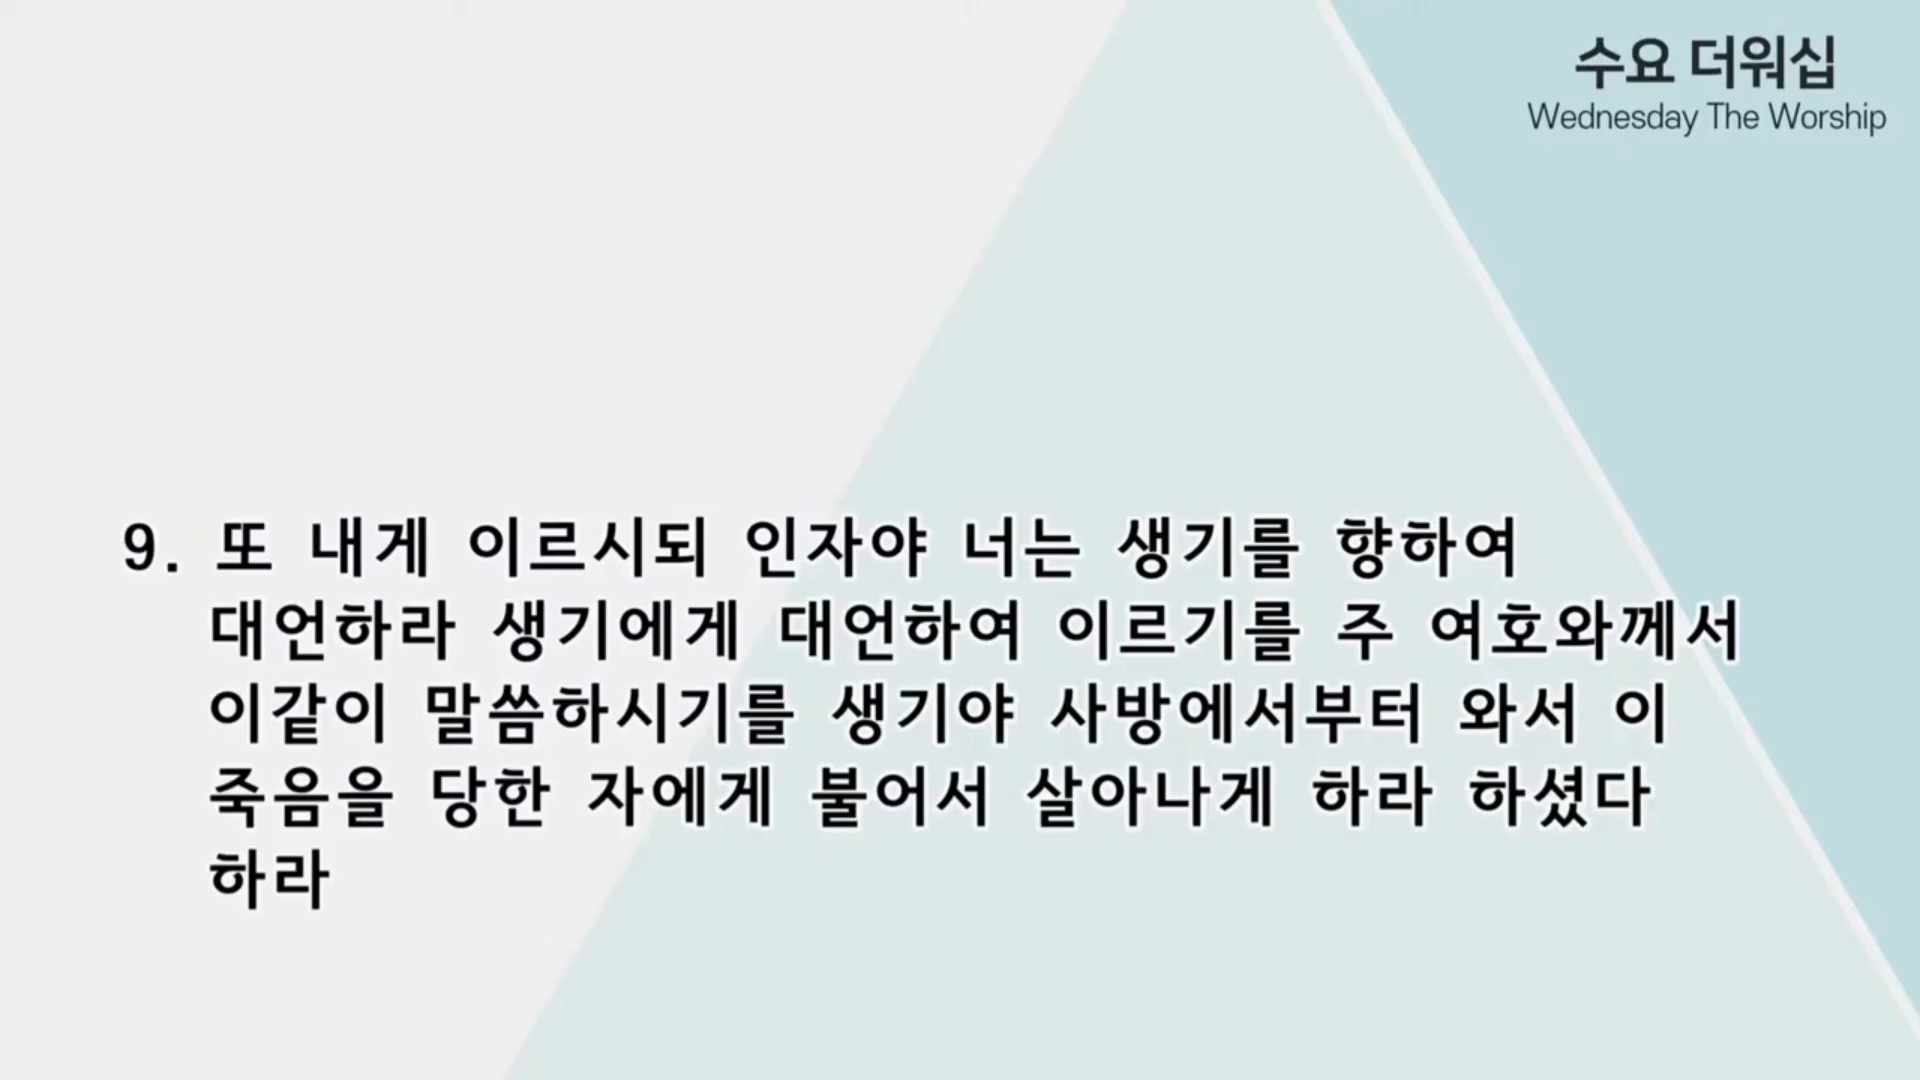 수요 더워십
Wednesday The Worship
9. 또 내게 이르시되 인자야 너는 생기를 향하여
대언하라 생기에게 대언하여 이르기를 주 여호와께서
이같이 말씀하시기를 생기야 사방에서부터 와서 이
죽음을 당한 자에게 불어서 살아나게 하라 하셨다
하라